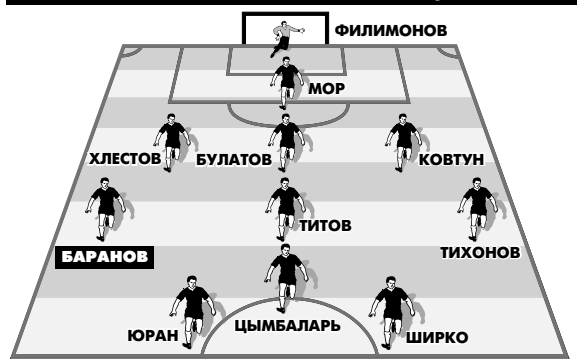 ФИЛИМОНОВ
МОР
ХЛЕСТОВ БУЛАТОВ КОВТУН
ТИТОВ
БАРАНОВ ТИХОНОВ
ЮРАН ЦЫМБАЛАРЬ ШИРКО